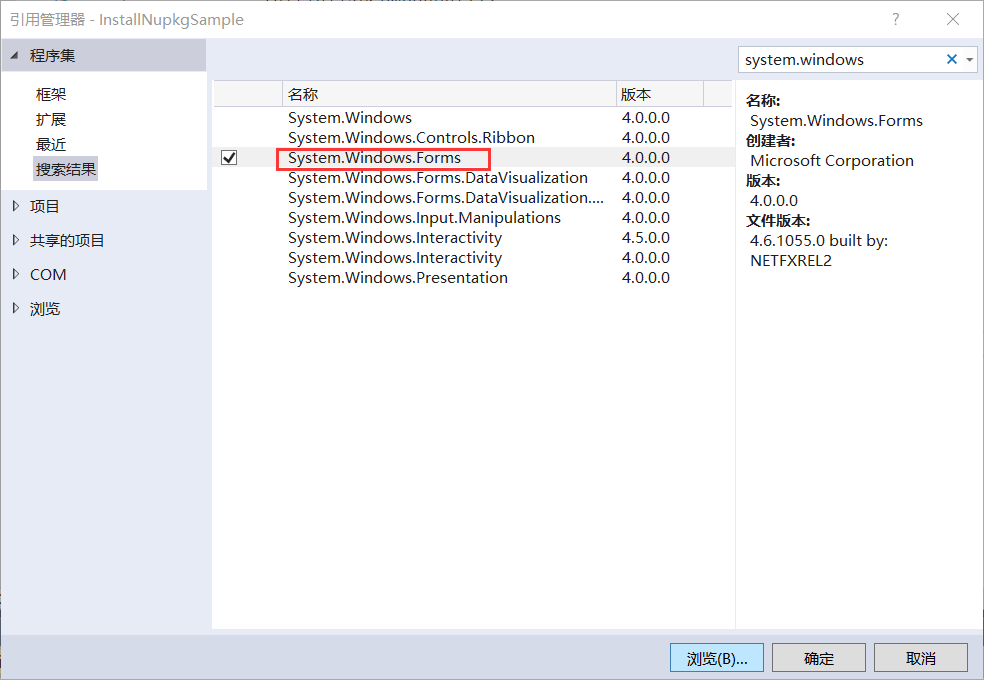 引用管理器 - InstallNupkgSample
?
程序集
框架
扩展
最近
搜索结果
项目
共享的项目
COM
浏览
名称 版本
System.Windows 4.0.0.0
System.Windows.Controls.Ribbon 4.0.0.0
System.Windows.Forms 4.0.0.0
System.Windows.Forms.DataVisualization 4.0.0.0
System.Windows.Forms.DataVisualization.... 4.0.0.0
System.Windows.Input.Manipulations 4.0.0.0
System.Windows.Interactivity 4.5.0.0
System.Windows.Interactivity 4.0.0.0
System.Windows.Presentation 4.0.0.0
system.windows
名称:
System.Windows.Forms
创建者:
Microsoft Corporation
版本:
4.0.0.0
文件版本:
4.6.1055.0 built by:
NETFXREL2
浏览(B)... 确定 取消